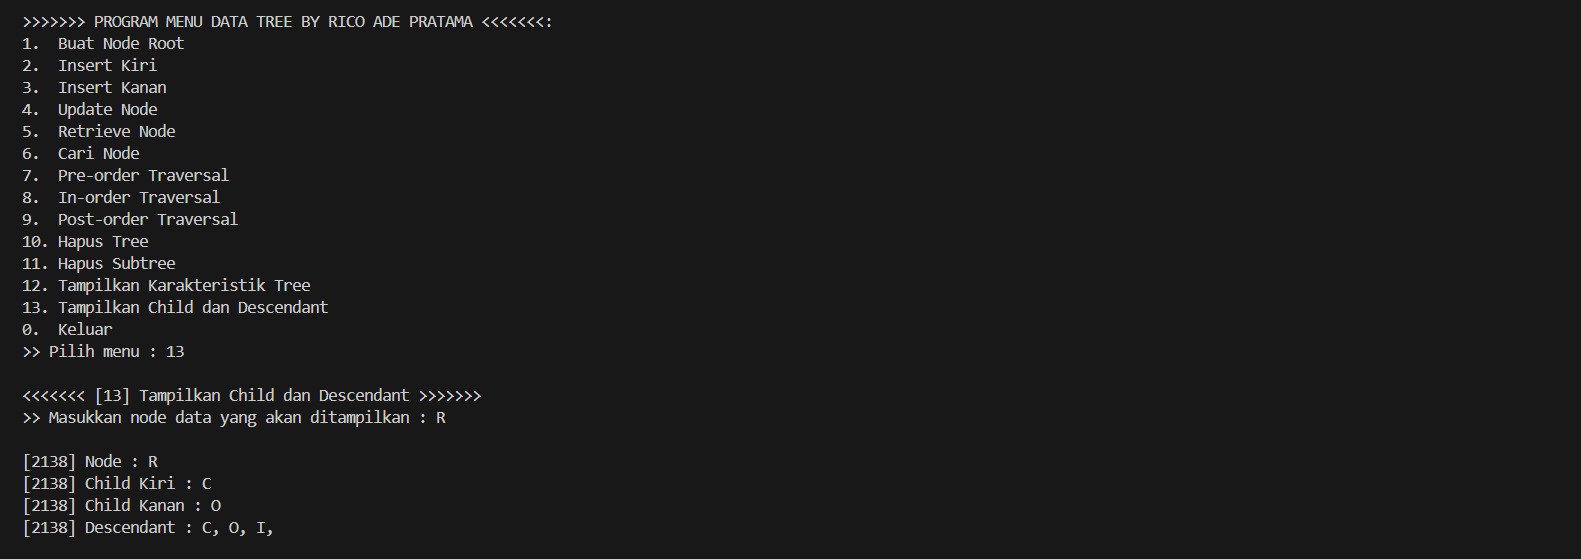 >>>>>>> PROGRAM MENU DATA TREE BY RICO ADE PRATAMA <<<<<<<:
1.  Buat Node Root
2.  Insert Kiri
3.  Insert Kanan
4.  Update Node
5.  Retrieve Node
6.  Cari Node
7.  Pre-order Traversal
8.  In-order Traversal
9.  Post-order Traversal
10. Hapus Tree
11. Hapus Subtree
12. Tampilkan Karakteristik Tree
13. Tampilkan Child dan Descendant
0.  Keluar
>> Pilih menu : 13
<<<<<<< [13] Tampilkan Child dan Descendant >>>>>>>
>> Masukkan node data yang akan ditampilkan : R
[2138] Node : R
[2138] Child Kiri : C
[2138] Child Kanan : O
[2138] Descendant : C, O, I,